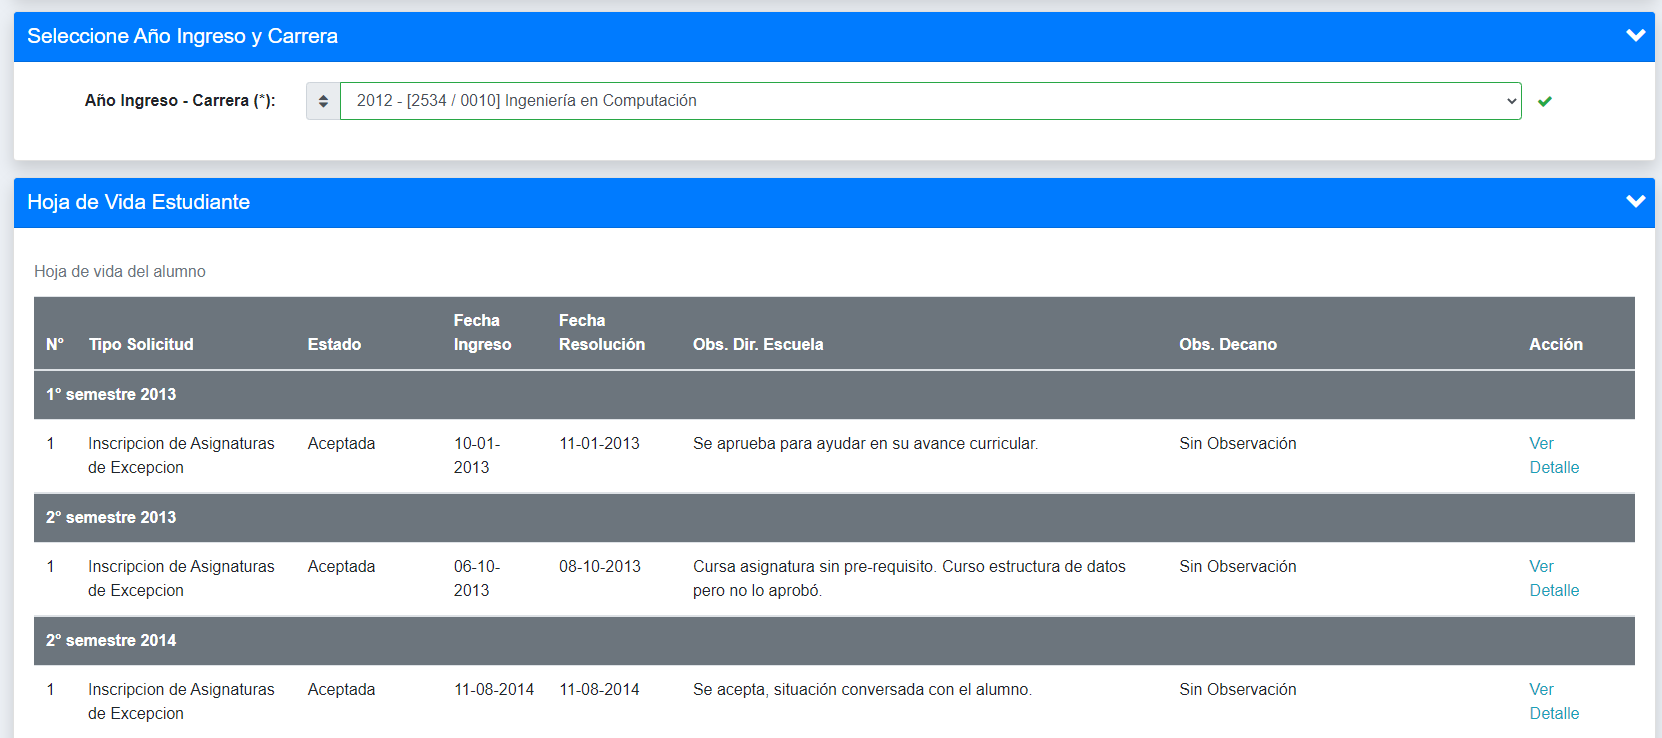 Seleccione Año Ingreso y Carrera
Año Ingreso - Carrera (*):
2012 - [2534 / 0010] Ingeniería en Computación
Hoja de Vida Estudiante
Hoja de vida del alumno
N° Tipo Solicitud Estado Fecha Ingreso Fecha Resolución Obs. Dir. Escuela Obs. Decano Acción
1° semestre 2013
1 Inscripcion de Asignaturas de Excepcion Aceptada 10-01-2013 11-01-2013 Se aprueba para ayudar en su avance curricular. Sin Observación Ver Detalle
2° semestre 2013
1 Inscripcion de Asignaturas de Excepcion Aceptada 06-10-2013 08-10-2013 Cursa asignatura sin pre-requisito. Curso estructura de datos pero no lo aprobó. Sin Observación Ver Detalle
2° semestre 2014
1 Inscripcion de Asignaturas de Excepcion Aceptada 11-08-2014 11-08-2014 Se acepta, situación conversada con el alumno. Sin Observación Ver Detalle